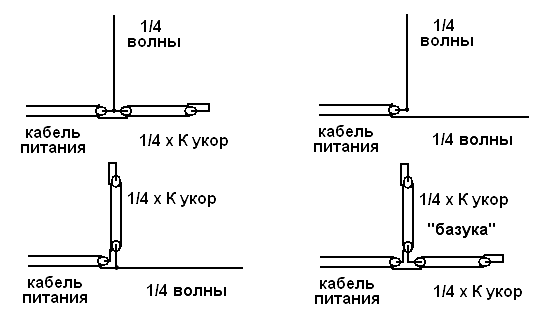 1/4
волны
кабель
питания
1/4 х К укор
1/4
волны
кабель
питания
1/4 волны
1/4 х К укор
кабель
питания
1/4 волны
1/4 х К укор
"базука"
кабель
питания
1/4 х К укор